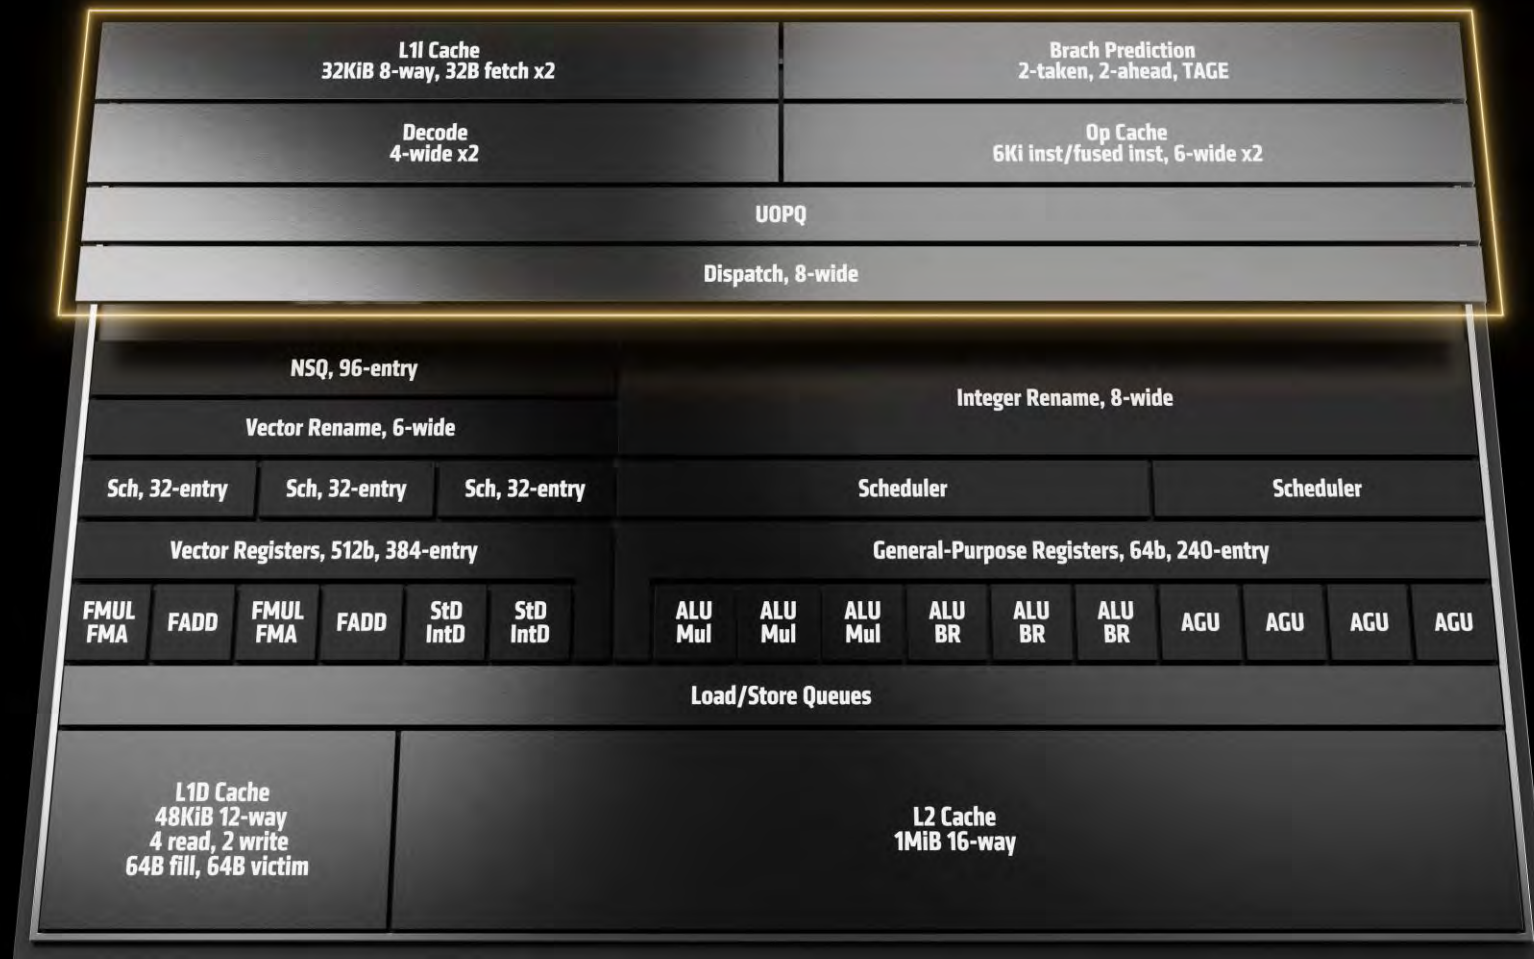 L1I Cache
32KiB 8-way, 32B fetch x2
Brach Prediction
2-taken, 2-ahead, TAGE
Decode
4-wide x2
Op Cache
6Ki inst/fused inst, 6-wide x2
UOPQ
Dispatch, 8-wide
NSQ, 96-entry
Integer Rename, 8-wide
Vector Rename, 6-wide
Sch, 32-entry
Sch, 32-entry
Sch, 32-entry
Scheduler
Scheduler
Vector Registers, 512b, 384-entry
General-Purpose Registers, 64b, 240-entry
FMUL
FMA
FADD
FMUL
FMA
FADD
StD
IntD
StD
IntD
ALU
Mul
ALU
Mul
ALU
Mul
ALU
BR
ALU
BR
ALU
BR
AGU
AGU
AGU
AGU
Load/Store Queues
L1D Cache
48KiB 12-way
4 read, 2 write
64B fill, 64B victim
L2 Cache
1MiB 16-way